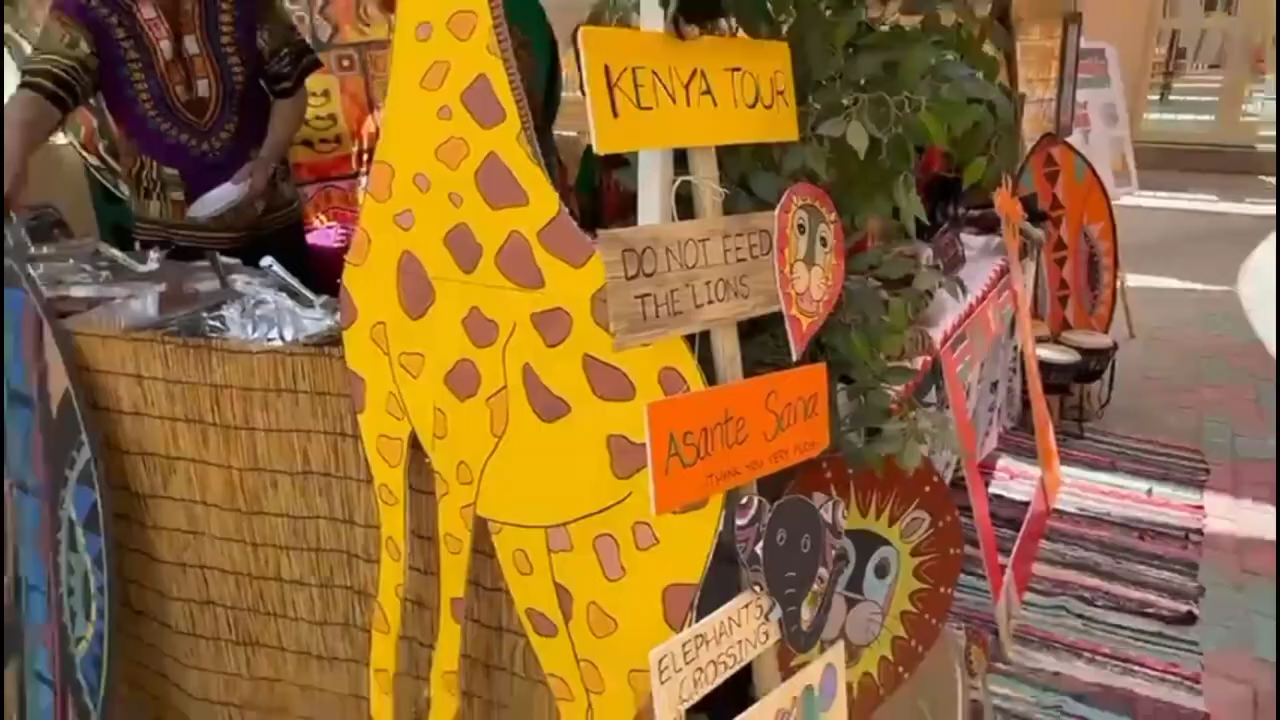 KENYA TOUR
DO NOT FEED
THE LIONS
Asante Sana
THANK YOU VERY MUCH
ELEPHANTS
CROSSING